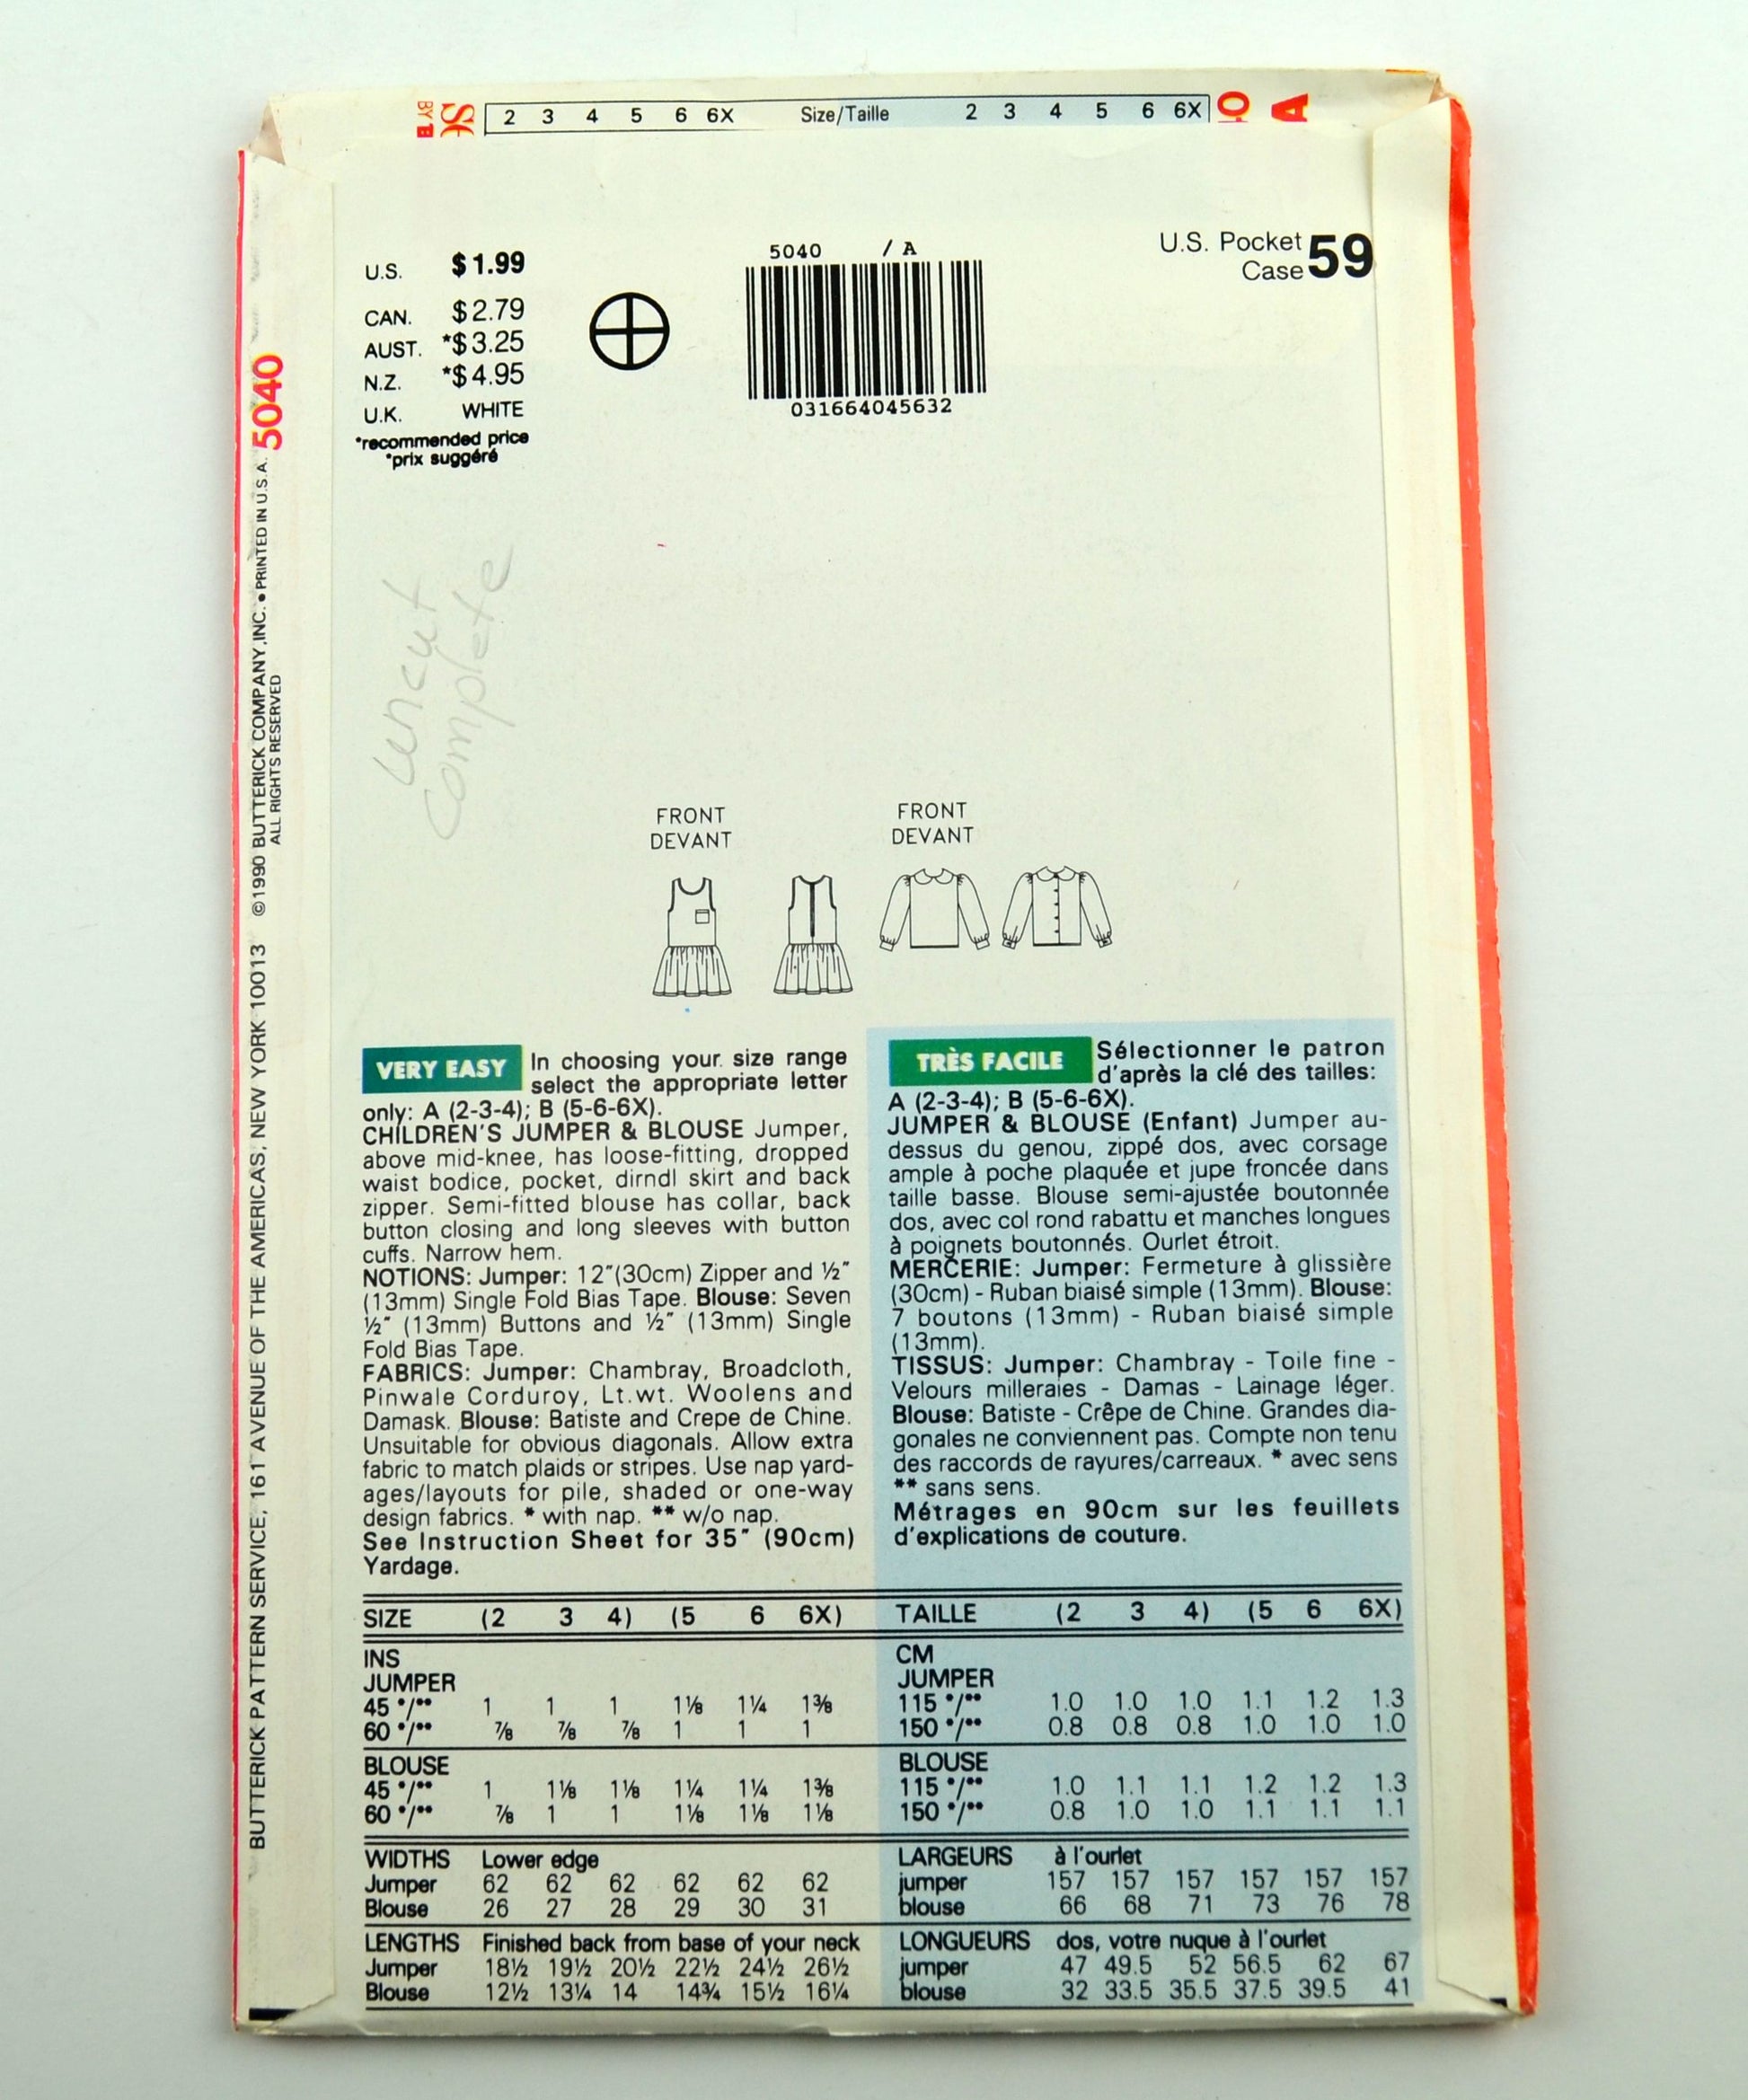 2 3 4 5 6 6X Size/Taille 2 3 4 5 6 6X
BUTTERICK PATTERN SERVICE, 161 AVENUE OF THE AMERICAS, NEW YORK 10013 ©1990 BUTTERICK COMPANY, INC. • PRINTED IN U.S.A. 5040
ALL RIGHTS RESERVED
U.S. $1.99
CAN. $2.79
AUST. *$3.25
N.Z. *$4.95
U.K. WHITE
*recommended price
*prix suggéré
5040 / A
031664045632
U.S. Pocket
Case 59
uncut
complete
FRONT
DEVANT
FRONT
DEVANT
VERY EASY In choosing your size range
select the appropriate letter
only: A (2-3-4); B (5-6-6X).
CHILDREN'S JUMPER & BLOUSE Jumper,
above mid-knee, has loose-fitting, dropped
waist bodice, pocket, dirndl skirt and back
zipper. Semi-fitted blouse has collar, back
button closing and long sleeves with button
cuffs. Narrow hem.
NOTIONS: Jumper: 12"(30cm) Zipper and ½"
(13mm) Single Fold Bias Tape. Blouse: Seven
½" (13mm) Buttons and ½" (13mm) Single
Fold Bias Tape.
FABRICS: Jumper: Chambray, Broadcloth,
Pinwale Corduroy, Lt.wt. Woolens and
Damask. Blouse: Batiste and Crepe de Chine.
Unsuitable for obvious diagonals. Allow extra
fabric to match plaids or stripes. Use nap yard-
ages/layouts for pile, shaded or one-way
design fabrics. * with nap. ** w/o nap.
See Instruction Sheet for 35" (90cm)
Yardage.
TRÈS FACILE Sélectionner le patron
d'après la clé des tailles:
A (2-3-4); B (5-6-6X).
JUMPER & BLOUSE (Enfant) Jumper au-
dessus du genou, zippé dos, avec corsage
ample à poche plaquée et jupe froncée dans
taille basse. Blouse semi-ajustée boutonnée
dos, avec col rond rabattu et manches longues
à poignets boutonnés. Ourlet étroit.
MERCERIE: Jumper: Fermeture à glissière
(30cm) - Ruban biaisé simple (13mm). Blouse:
7 boutons (13mm) - Ruban biaisé simple
(13mm).
TISSUS: Jumper: Chambray - Toile fine -
Velours milleraies - Damas - Lainage léger.
Blouse: Batiste - Crêpe de Chine. Grandes dia-
gonales ne conviennent pas. Compte non tenu
des raccords de rayures/carreaux. * avec sens
** sans sens.
Métrages en 90cm sur les feuillets
d'explications de couture.
SIZE (2 3 4) (5 6 6X)
INS
JUMPER
45 */** 1 1 1 1⅛ 1¼ 1⅜
60 */** ⅞ ⅞ ⅞ 1 1 1
BLOUSE
45 */** 1 1⅛ 1⅛ 1¼ 1¼ 1⅜
60 */** ⅞ 1 1 1⅛ 1⅛ 1⅛
WIDTHS Lower edge
Jumper 62 62 62 62 62 62
Blouse 26 27 28 29 30 31
LENGTHS Finished back from base of your neck
Jumper 18½ 19½ 20½ 22½ 24½ 26½
Blouse 12½ 13¼ 14 14¾ 15½ 16¼
TAILLE (2 3 4) (5 6 6X)
CM
JUMPER
115 */** 1.0 1.0 1.0 1.1 1.2 1.3
150 */** 0.8 0.8 0.8 1.0 1.0 1.0
BLOUSE
115 */** 1.0 1.1 1.1 1.2 1.2 1.3
150 */** 0.8 1.0 1.0 1.1 1.1 1.1
LARGEURS à l'ourlet
jumper 157 157 157 157 157 157
blouse 66 68 71 73 76 78
LONGUEURS dos, votre nuque à l'ourlet
jumper 47 49.5 52 56.5 62 67
blouse 32 33.5 35.5 37.5 39.5 41